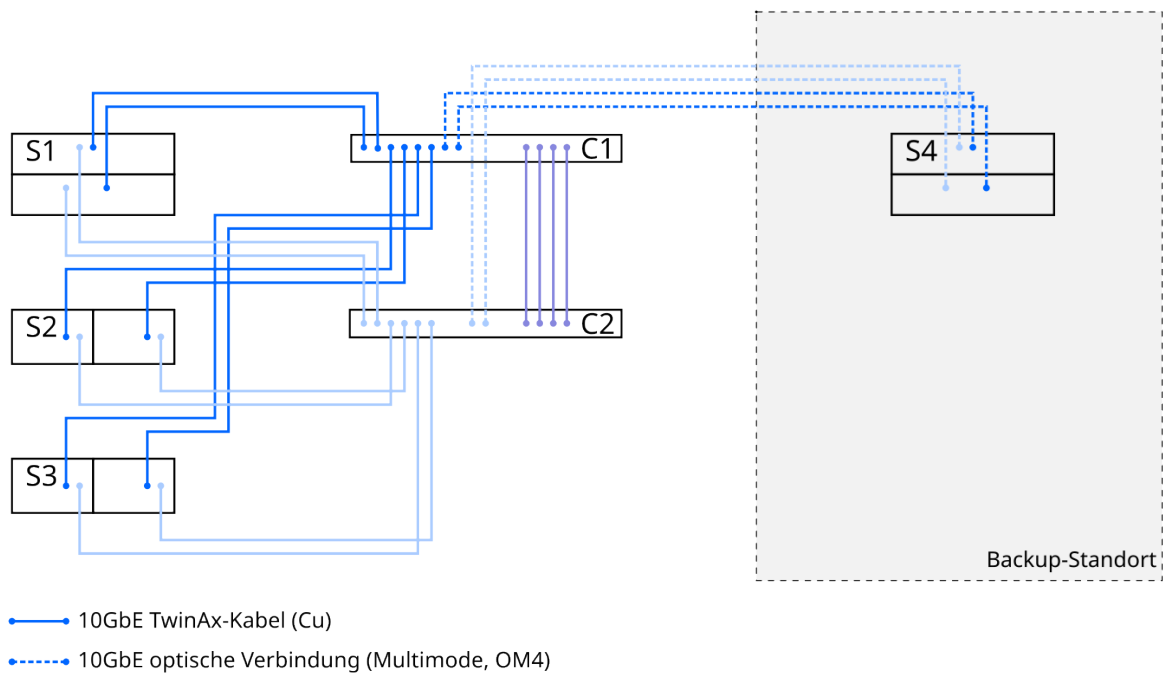 S1
C1
S4
S2
C2
S3
Backup-Standort
10GbE TwinAx-Kabel (Cu)
10GbE optische Verbindung (Multimode, OM4)